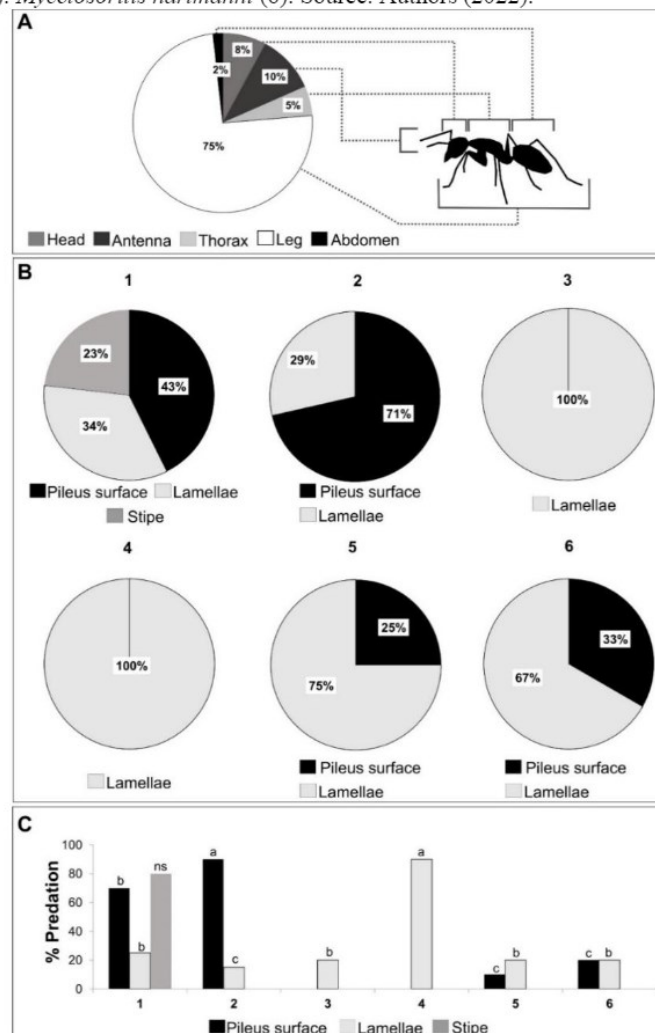 Mycetosoritis hartmanni (6). Source: Authors (2022).
A
2%
8%
10%
5%
75%
Head Antenna Thorax Leg Abdomen
B
1 2 3
23% 43% 34%
29% 71%
100%
Pileus surface Lamellae
Stipe
Pileus surface
Lamellae
Lamellae
4 5 6
100%
25% 75%
33% 67%
Lamellae
Pileus surface
Lamellae
Pileus surface
Lamellae
C
% Predation
100
80
60
40
20
0
b b ns a c b a c b c b
1 2 3 4 5 6
Pileus surface Lamellae Stipe